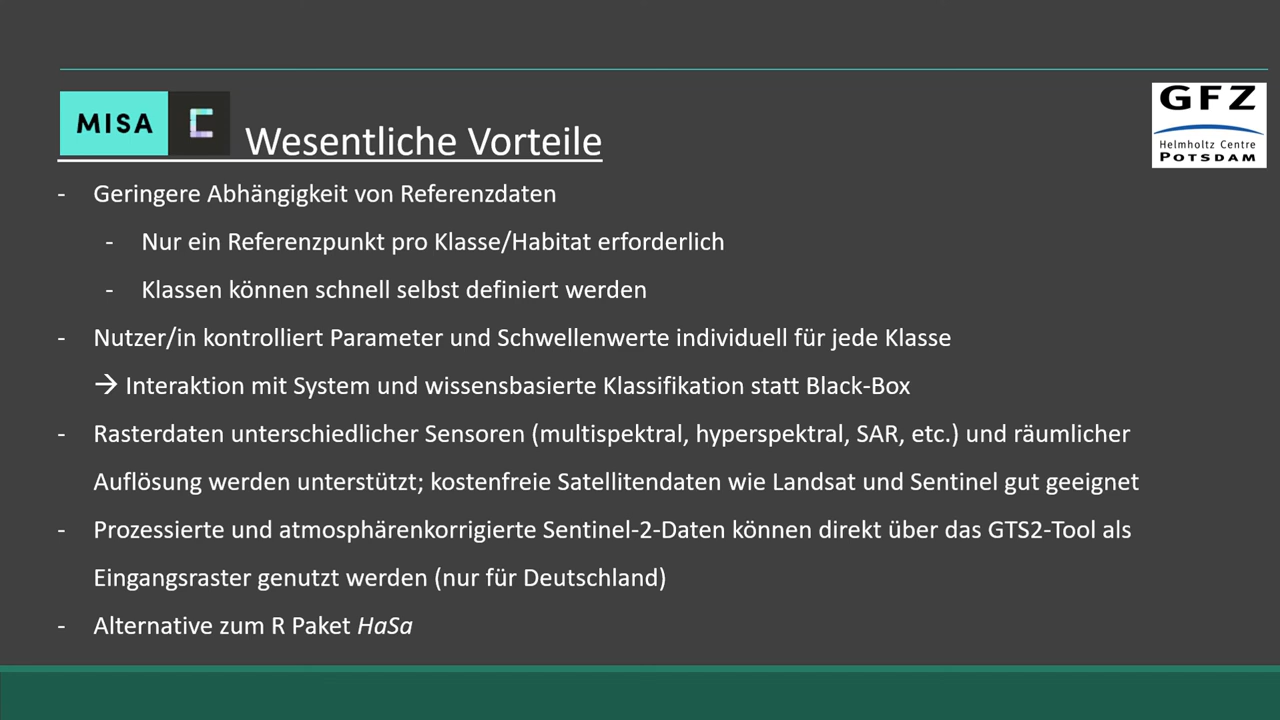 MISA C Wesentliche Vorteile
GFZ
Helmholtz Centre
POTSDAM
- Geringere Abhängigkeit von Referenzdaten
- Nur ein Referenzpunkt pro Klasse/Habitat erforderlich
- Klassen können schnell selbst definiert werden
- Nutzer/in kontrolliert Parameter und Schwellenwerte individuell für jede Klasse
→ Interaktion mit System und wissensbasierte Klassifikation statt Black-Box
- Rasterdaten unterschiedlicher Sensoren (multispektral, hyperspektral, SAR, etc.) und räumlicher
Auflösung werden unterstützt; kostenfreie Satellitendaten wie Landsat und Sentinel gut geeignet
- Prozessierte und atmosphärenkorrigierte Sentinel-2-Daten können direkt über das GTS2-Tool als
Eingangsraster genutzt werden (nur für Deutschland)
- Alternative zum R Paket HaSa